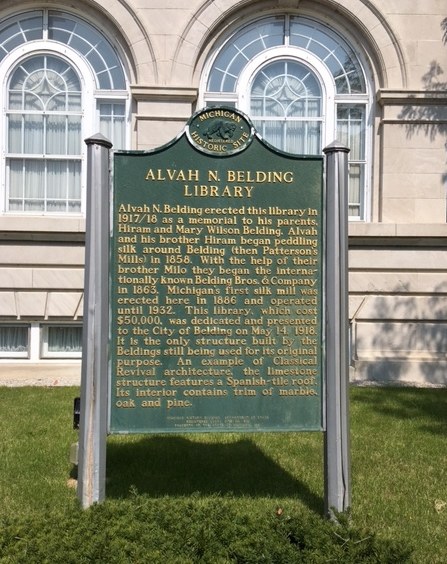 MICHIGAN
REGISTERED
HISTORIC SITE
ALVAH N. BELDING
LIBRARY
Alvah N. Belding erected this library in
1917/18 as a memorial to his parents,
Hiram and Mary Wilson Belding. Alvah
and his brother Hiram began peddling
silk around Belding (then Patterson's
Mills) in 1858. With the help of their
brother Milo they began the interna-
tionally known Belding Bros. & Company
in 1863. Michigan's first silk mill was
erected here in 1886 and operated
until 1932. This library, which cost
$50,000, was dedicated and presented
to the City of Belding on May 14, 1918.
It is the only structure built by the
Beldings still being used for its original
purpose. An example of Classical
Revival architecture, the limestone
structure features a Spanish-tile roof.
Its interior contains trim of marble,
oak and pine.